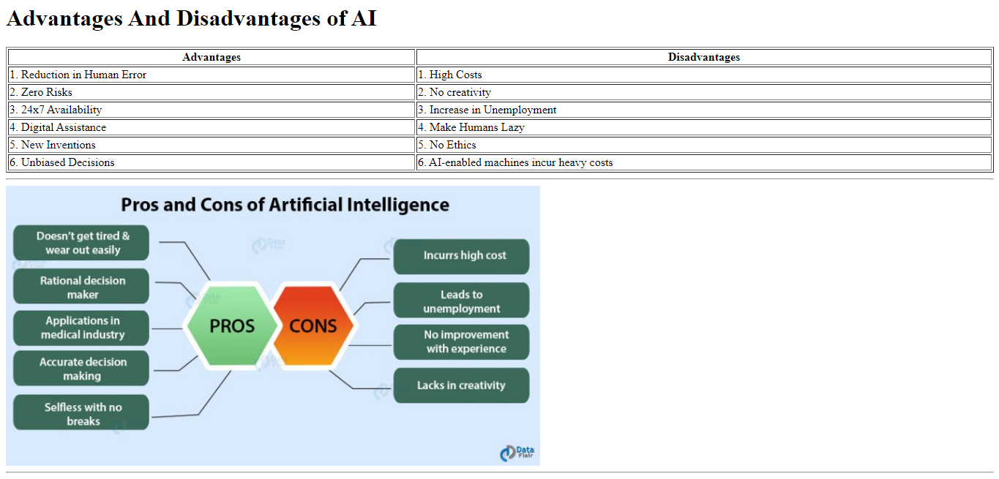 Advantages And Disadvantages of AI
Advantages Disadvantages
1. Reduction in Human Error 1. High Costs
2. Zero Risks 2. No creativity
3. 24x7 Availability 3. Increase in Unemployment
4. Digital Assistance 4. Make Humans Lazy
5. New Inventions 5. No Ethics
6. Unbiased Decisions 6. AI-enabled machines incur heavy costs
Pros and Cons of Artificial Intelligence
Doesn't get tired &
wear out easily
Rational decision
maker
Applications in
medical industry
Accurate decision
making
Selfless with no
breaks
PROS
CONS
Incurrs high cost
Leads to
unemployment
No improvement
with experience
Lacks in creativity
Data
Flair